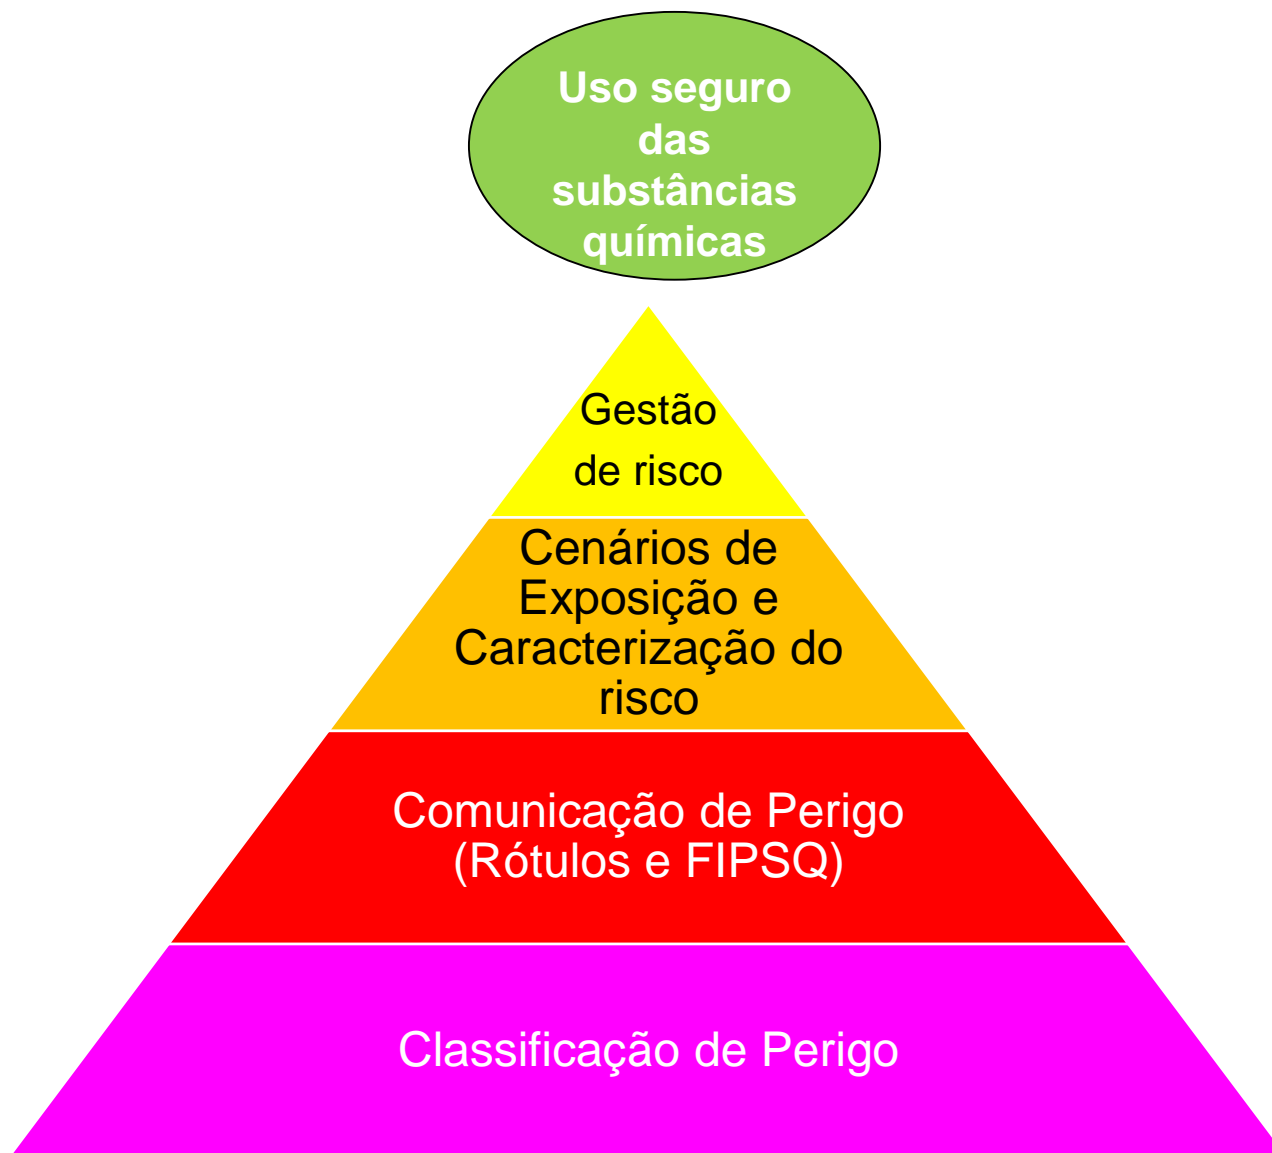 Uso seguro
das
substâncias
químicas
Gestão
de risco
Cenários de
Exposição e
Caracterização do
risco
Comunicação de Perigo
(Rótulos e FIPSQ)
Classificação de Perigo